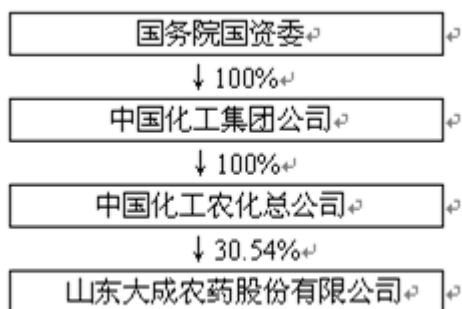 国务院国资委
↓100%
中国化工集团公司
↓100%
中国化工农化总公司
↓30.54%
山东大成农药股份有限公司